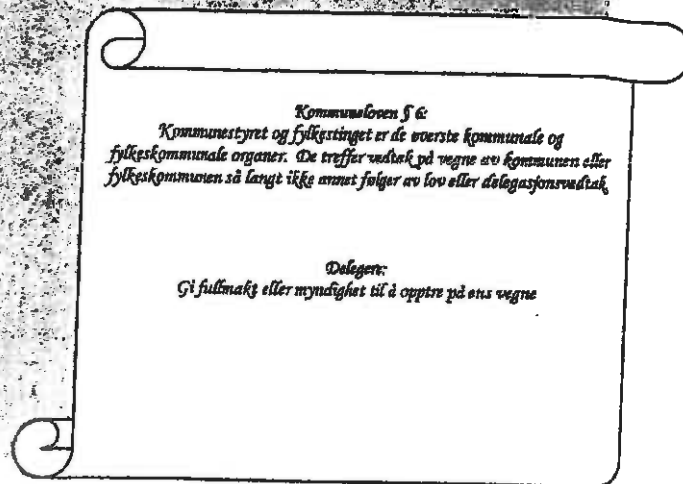 Kommuneloven § 6:
Kommunestyret og fylkestinget er de øverste kommunale og
fylkeskommunale organer. De treffer vedtak på vegne av kommunen eller
fylkeskommunen så langt ikke annet følger av lov eller delegasjonsvedtak
Delegere:
Gi fullmakt eller myndighet til å opptre på ens vegne